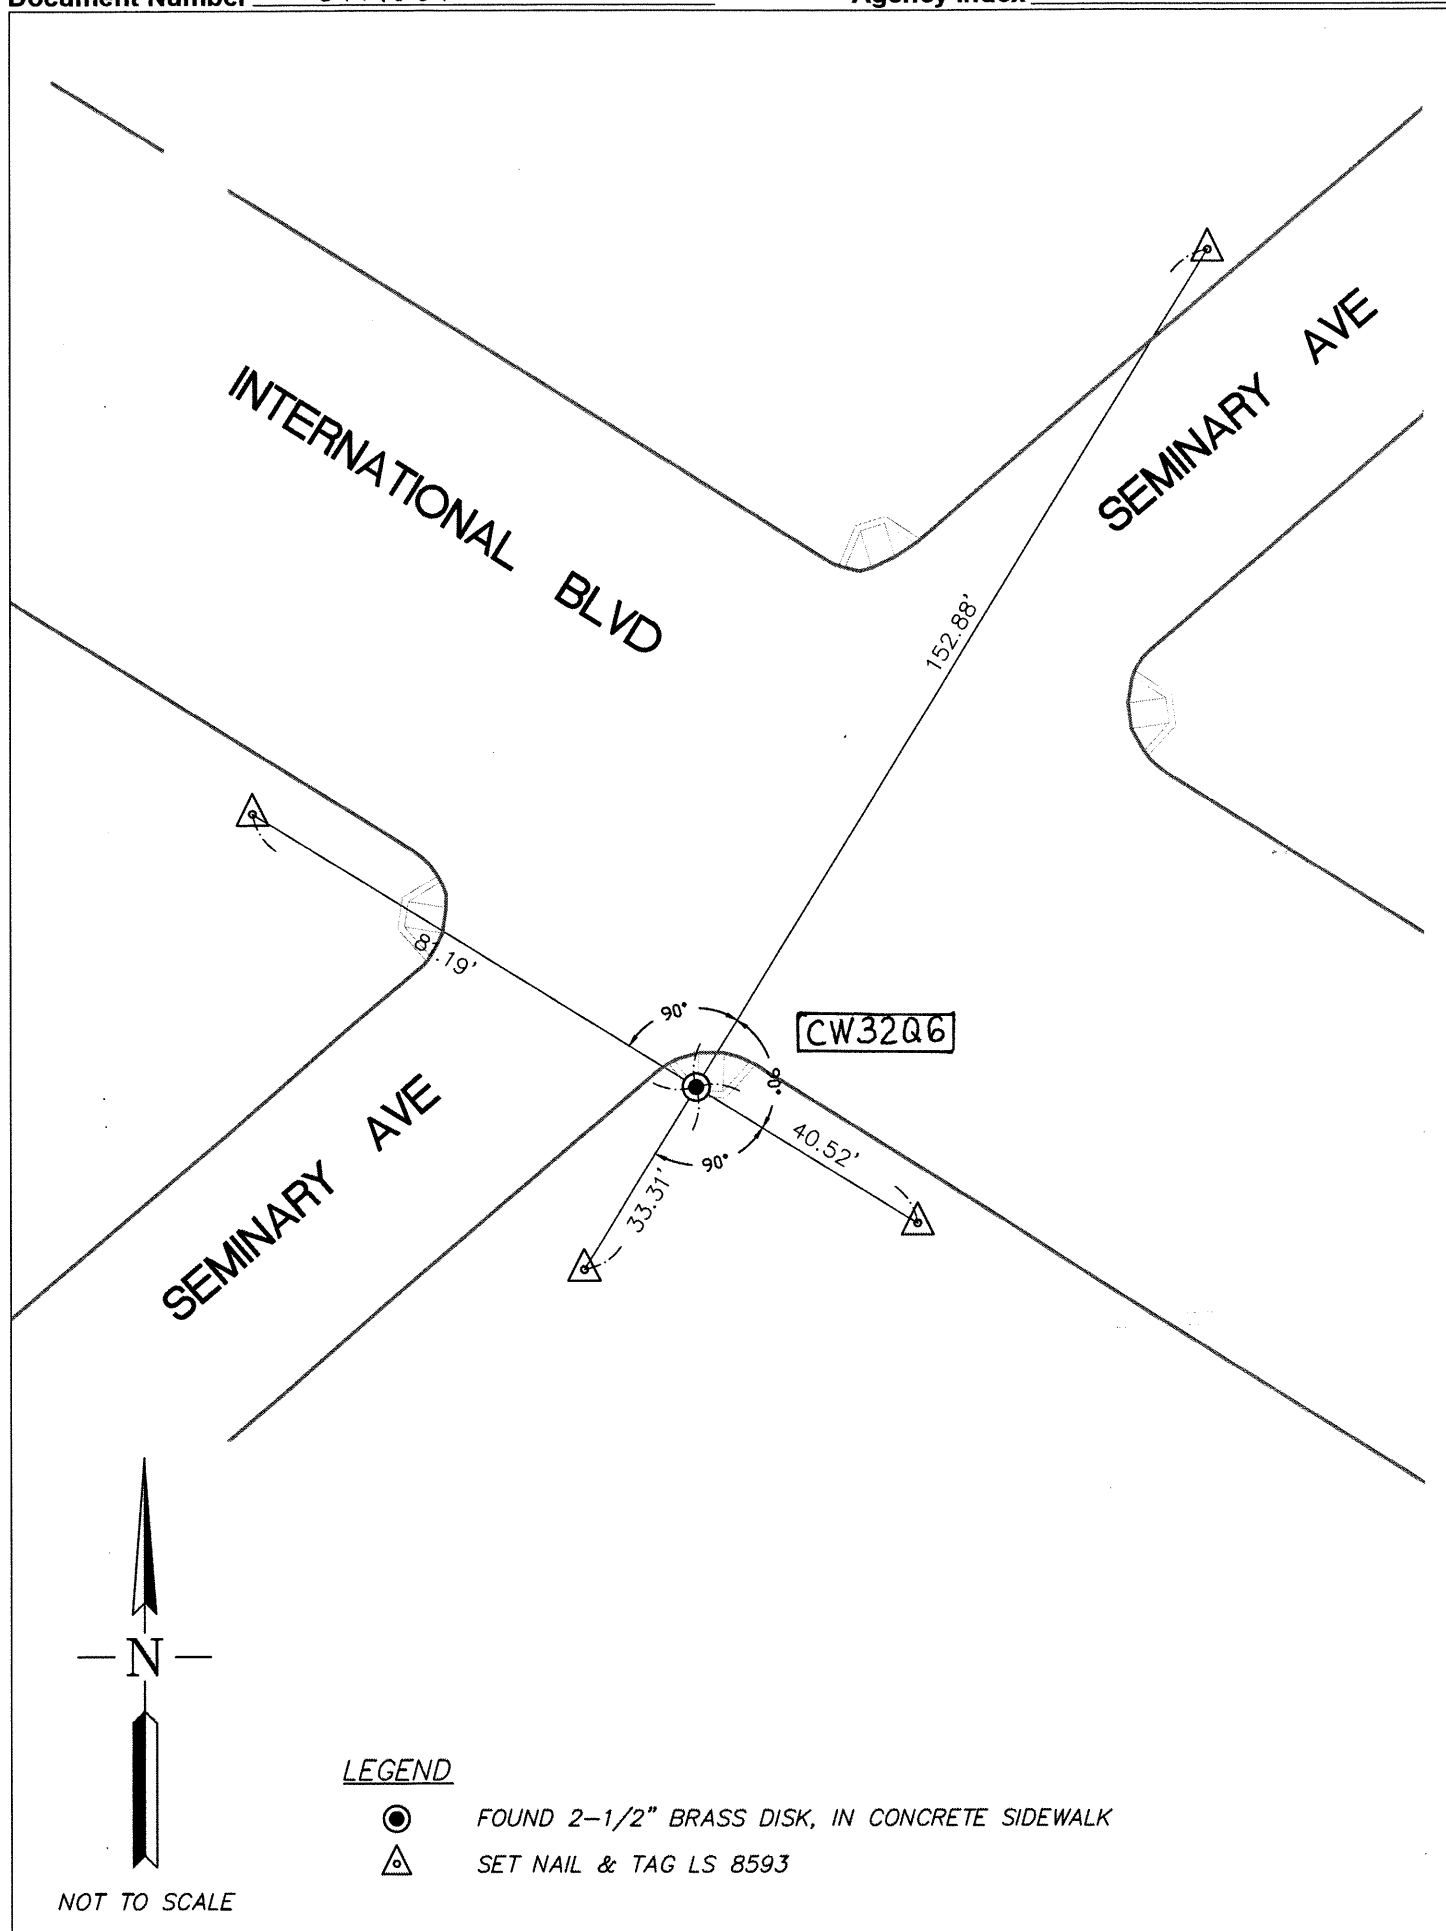 Document Number
Agency Index
INTERNATIONAL BLVD
SEMINARY AVE
152.88'
81.19'
90°
CW32Q6
90°
40.52'
90°
33.31'
SEMINARY AVE
N
NOT TO SCALE
LEGEND
FOUND 2-1/2" BRASS DISK, IN CONCRETE SIDEWALK
SET NAIL & TAG LS 8593